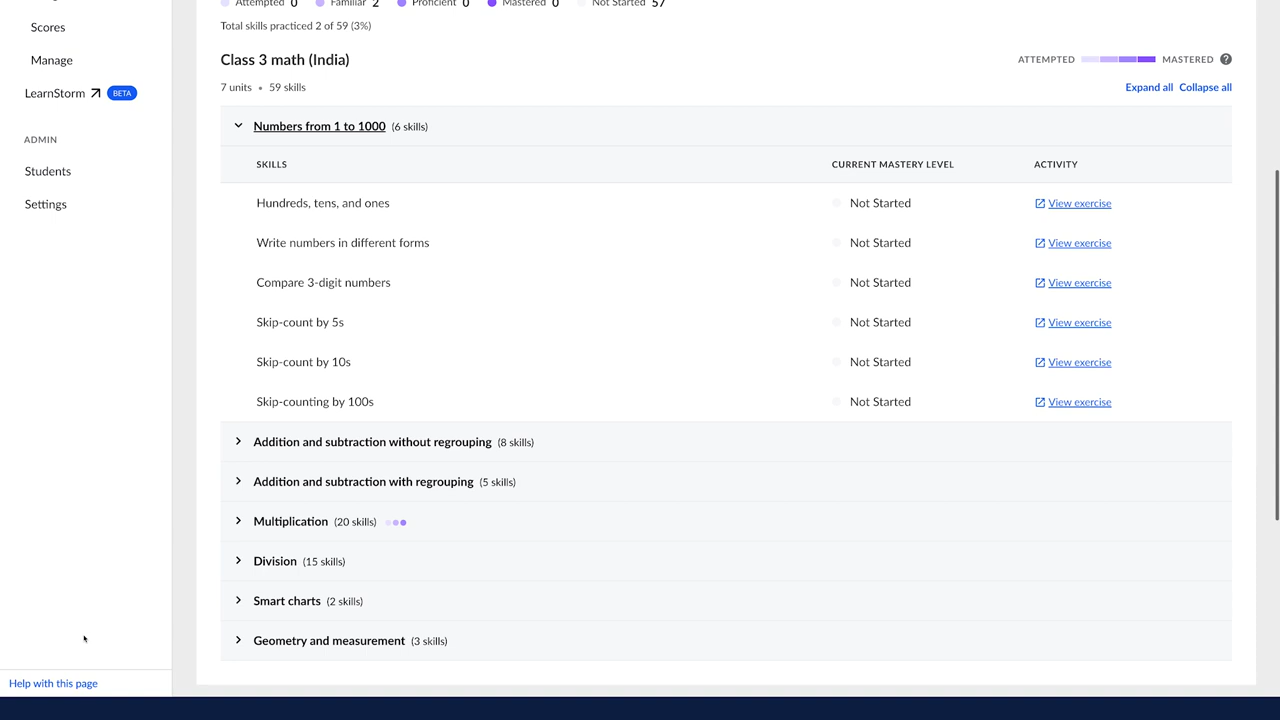 Attempted 0 Familiar 2 Proficient 0 Mastered 0 Not Started 57
Scores
Total skills practiced 2 of 59 (3%)
Manage
Class 3 math (India)
ATTEMPTED MASTERED ?
LearnStorm BETA
7 units • 59 skills
Expand all Collapse all
ADMIN
Students
Settings
Numbers from 1 to 1000 (6 skills)
SKILLS CURRENT MASTERY LEVEL ACTIVITY
Hundreds, tens, and ones Not Started View exercise
Write numbers in different forms Not Started View exercise
Compare 3-digit numbers Not Started View exercise
Skip-count by 5s Not Started View exercise
Skip-count by 10s Not Started View exercise
Skip-counting by 100s Not Started View exercise
Addition and subtraction without regrouping (8 skills)
Addition and subtraction with regrouping (5 skills)
Multiplication (20 skills)
Division (15 skills)
Smart charts (2 skills)
Geometry and measurement (3 skills)
Help with this page